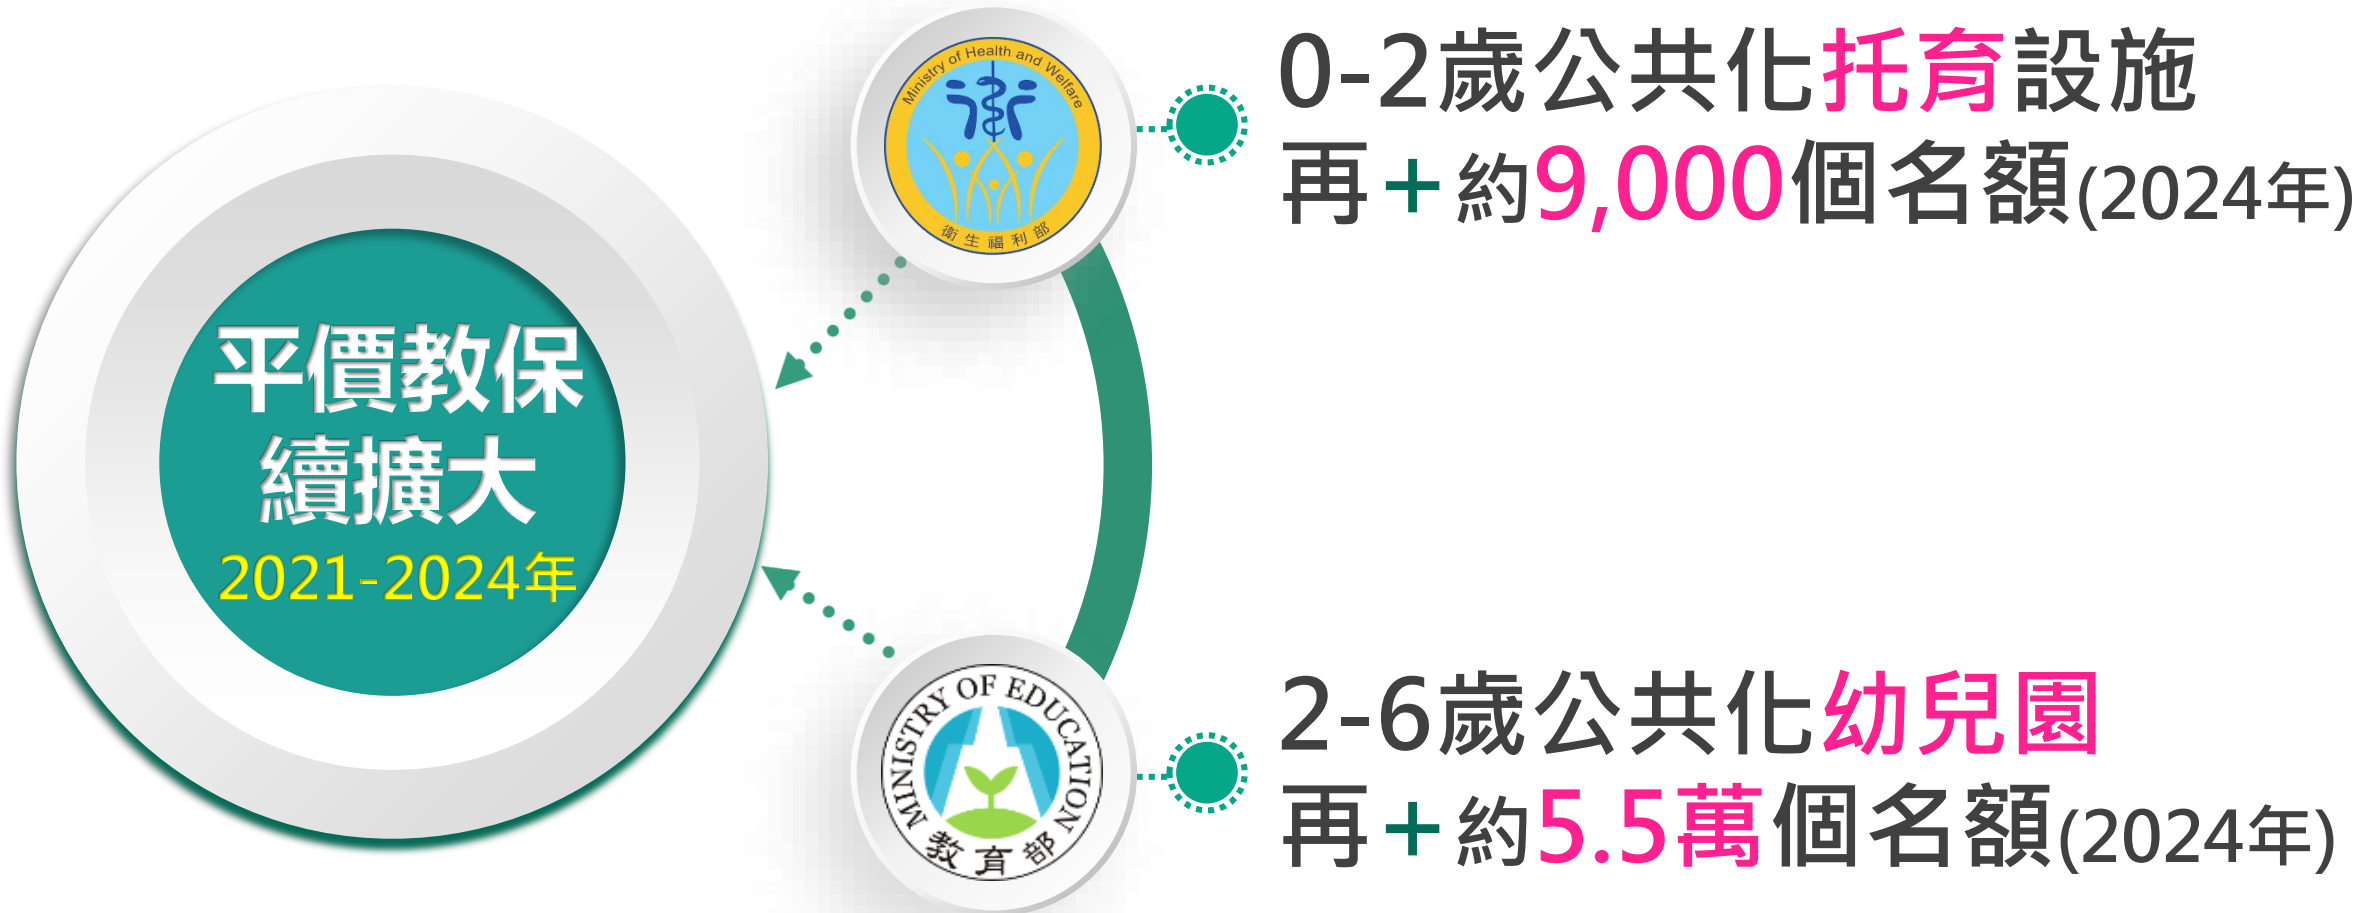 平價教保
續擴大
2021-2024年
Ministry of Health and Welfare
衛生福利部
0-2歲公共化托育設施
再+約9,000個名額(2024年)
MINISTRY OF EDUCATION
教育部
2-6歲公共化幼兒園
再+約5.5萬個名額(2024年)